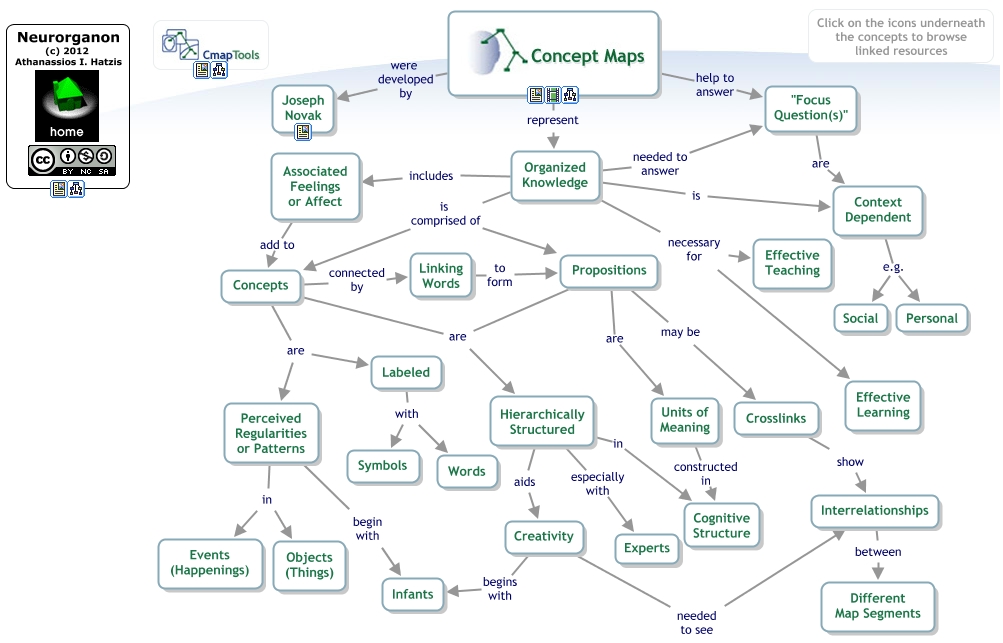 Neurorganon
(c) 2012
Athanassios I. Hatzis
home
cc
BY NC SA
CmapTools
Concept Maps
Click on the icons underneath
the concepts to browse
linked resources
were
developed
by
help to
answer
Joseph
Novak
represent
"Focus
Question(s)"
Associated
Feelings
or Affect
includes
Organized
Knowledge
needed to
answer
are
is
Context
Dependent
is
comprised of
add to
necessary
for
Effective
Teaching
e.g.
Concepts
connected
by
Linking
Words
to
form
Propositions
Social
Personal
are
are
are
may be
Labeled
Effective
Learning
Perceived
Regularities
or Patterns
with
Hierarchically
Structured
Units of
Meaning
Crosslinks
in
Symbols
Words
aids
especially
with
constructed
in
show
in
begin
with
Creativity
Experts
Cognitive
Structure
Interrelationships
Events
(Happenings)
Objects
(Things)
Infants
begins
with
between
needed
to see
Different
Map Segments